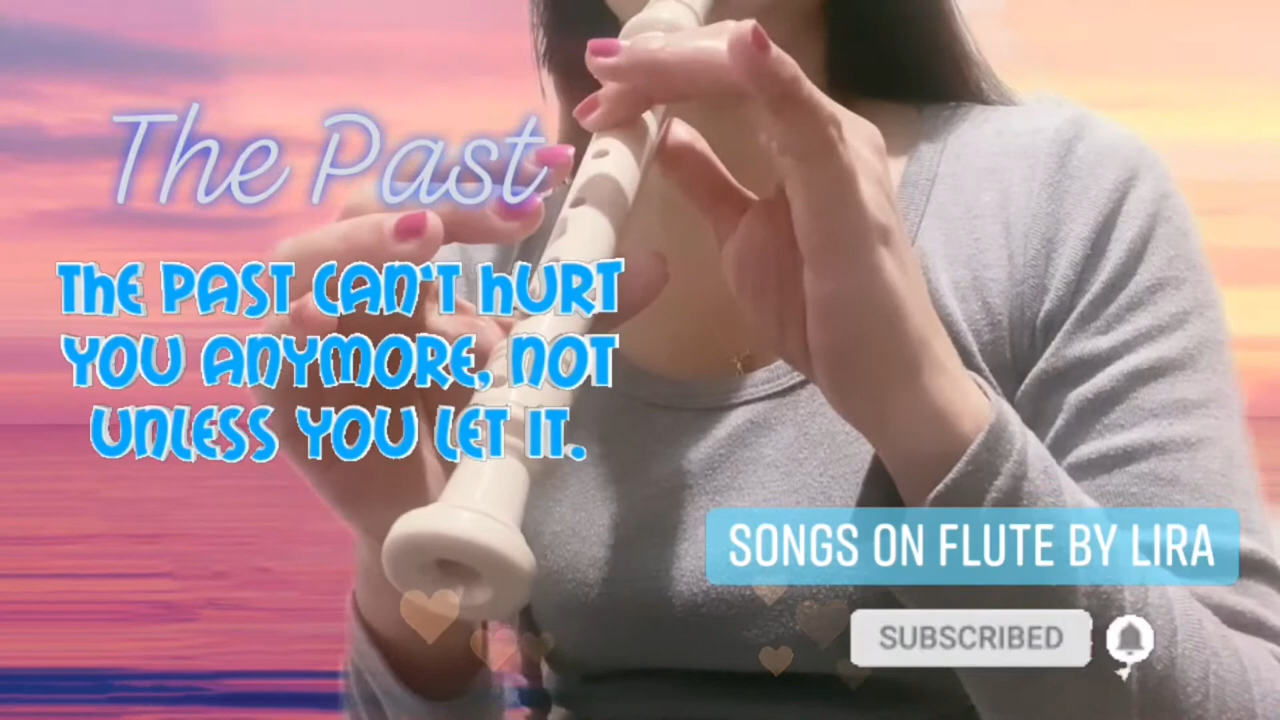 The Past
THE PAST CAN'T HURT
YOU ANYMORE, NOT
UNLESS YOU LET IT.
SONGS ON FLUTE BY LIRA
SUBSCRIBED